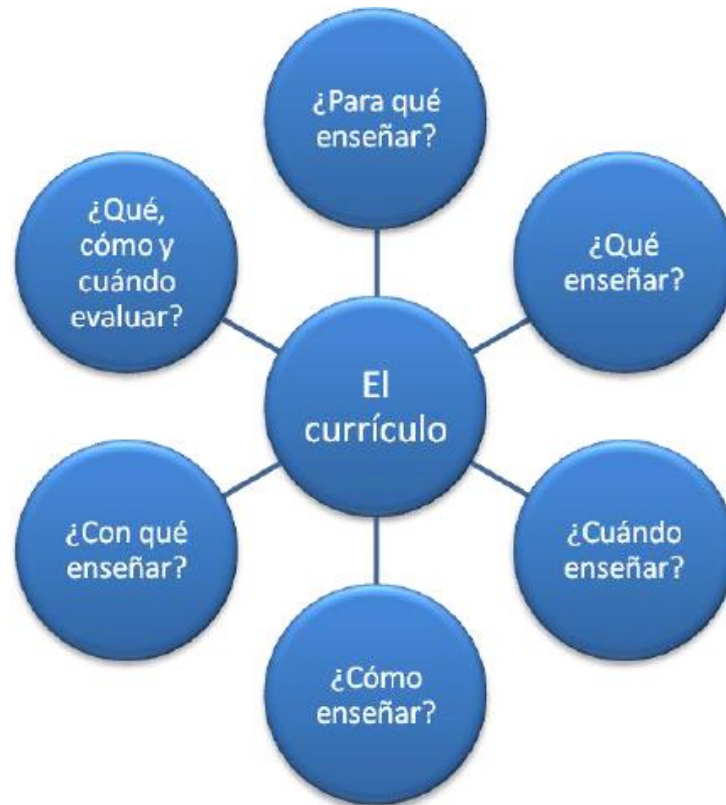 ¿Para qué
enseñar?
¿Qué,
cómo y
cuándo
evaluar?
¿Qué
enseñar?
El
currículo
¿Con qué
enseñar?
¿Cuándo
enseñar?
¿Cómo
enseñar?